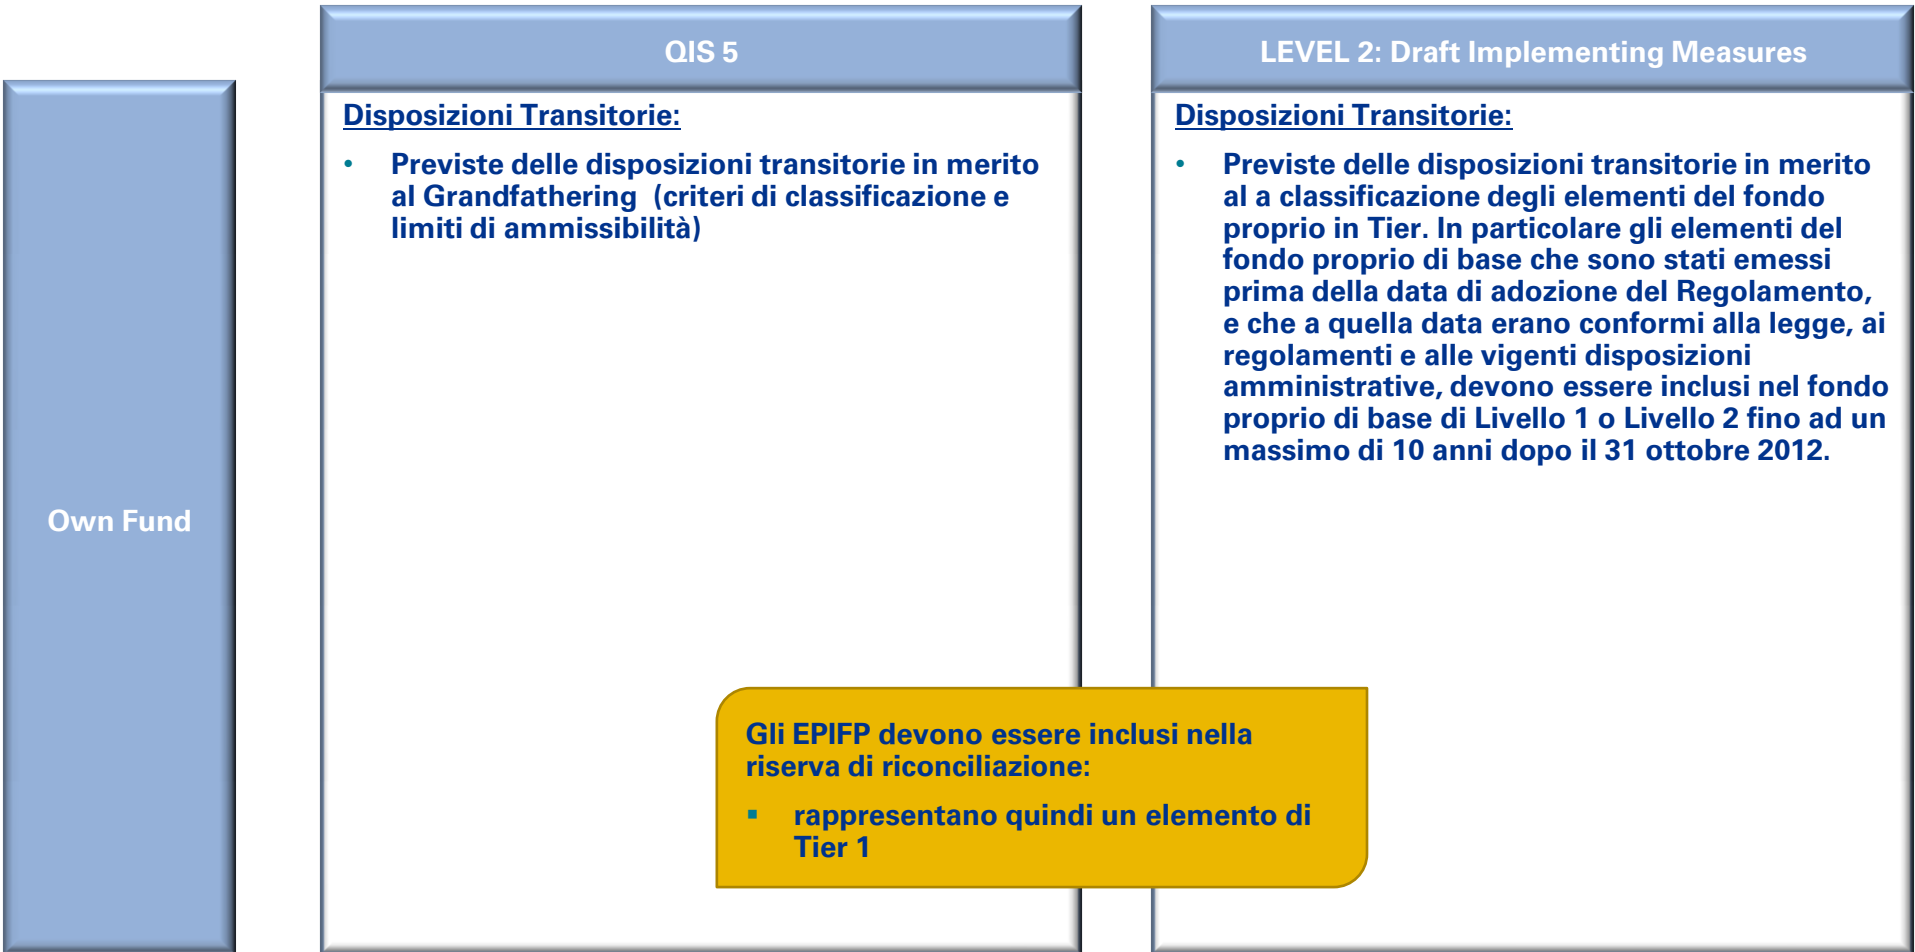 QIS 5
LEVEL 2: Draft Implementing Measures
Own Fund
Disposizioni Transitorie:
• Previste delle disposizioni transitorie in merito
al Grandfathering (criteri di classificazione e
limiti di ammissibilità)
Disposizioni Transitorie:
• Previste delle disposizioni transitorie in merito
al a classificazione degli elementi del fondo
proprio in Tier. In particolare gli elementi del
fondo proprio di base che sono stati emessi
prima della data di adozione del Regolamento,
e che a quella data erano conformi alla legge, ai
regolamenti e alle vigenti disposizioni
amministrative, devono essere inclusi nel fondo
proprio di base di Livello 1 o Livello 2 fino ad un
massimo di 10 anni dopo il 31 ottobre 2012.
Gli EPIFP devono essere inclusi nella
riserva di riconciliazione:
▪ rappresentano quindi un elemento di
Tier 1